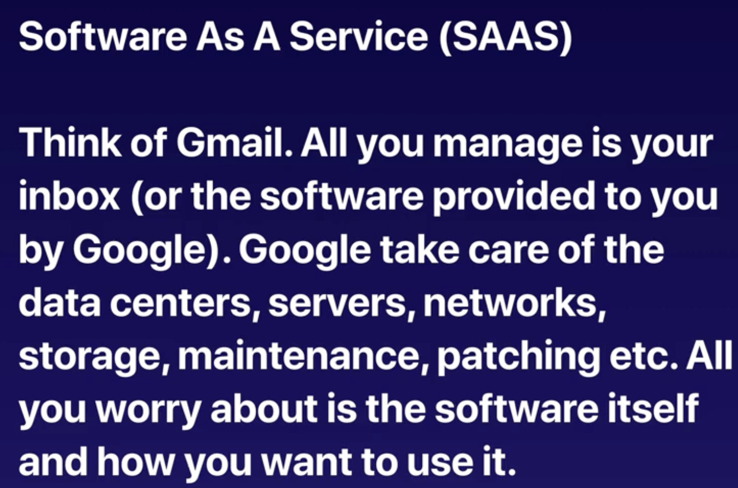 Software As A Service (SAAS)
Think of Gmail. All you manage is your
inbox (or the software provided to you
by Google). Google take care of the
data centers, servers, networks,
storage, maintenance, patching etc. All
you worry about is the software itself
and how you want to use it.